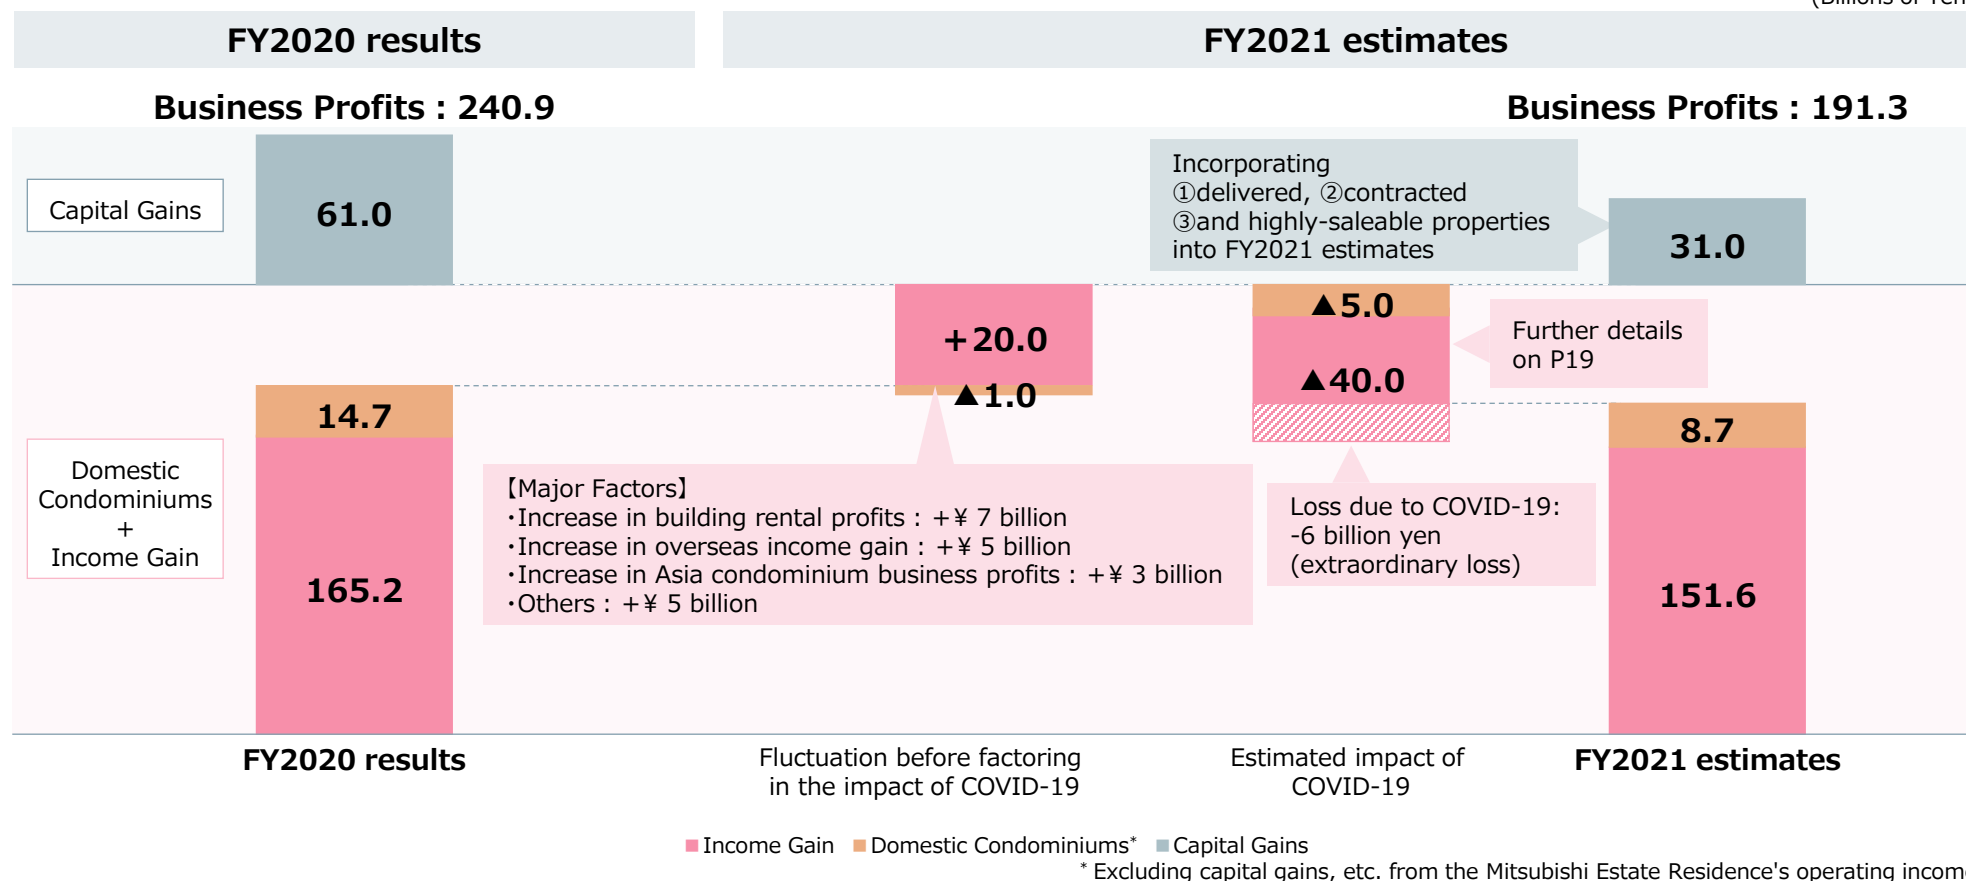 (Billions of Yen
FY2020 results
FY2021 estimates
Business Profits : 240.9
Business Profits : 191.3
Capital Gains
61.0
Incorporating
①delivered, ②contracted
③and highly-saleable properties
into FY2021 estimates
31.0
+20.0
▲1.0
▲5.0
▲40.0
Further details
on P19
14.7
8.7
Domestic
Condominiums
+
Income Gain
165.2
【Major Factors】
・Increase in building rental profits : +¥ 7 billion
・Increase in overseas income gain : +¥ 5 billion
・Increase in Asia condominium business profits : +¥ 3 billion
・Others : +¥ 5 billion
Loss due to COVID-19:
-6 billion yen
(extraordinary loss)
151.6
FY2020 results
Fluctuation before factoring
in the impact of COVID-19
Estimated impact of
COVID-19
FY2021 estimates
Income Gain
Domestic Condominiums*
Capital Gains
* Excluding capital gains, etc. from the Mitsubishi Estate Residence's operating income